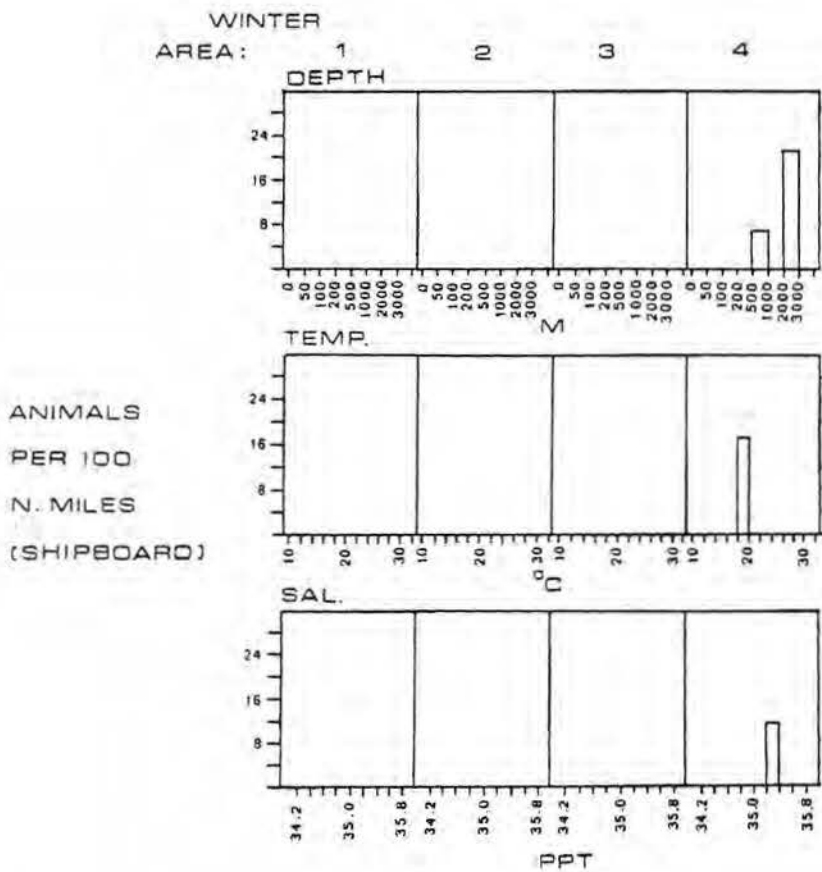 WINTER
AREA: 1 2 3 4
DEPTH
24
16
8
0 50 100 200 500 1000 2000 3000 0 50 100 200 500 1000 2000 3000 0 50 100 200 500 1000 2000 3000 0 50 100 200 500 1000 2000 3000
M
TEMP.
24
16
8
10 20 30 10 20 30 10 20 30 10 20 30
°C
ANIMALS
PER 100
N. MILES
(SHIPBOARD)
SAL.
24
16
8
34.2 35.0 35.8 34.2 35.0 35.8 34.2 35.0 35.8 34.2 35.0 35.8
PPT